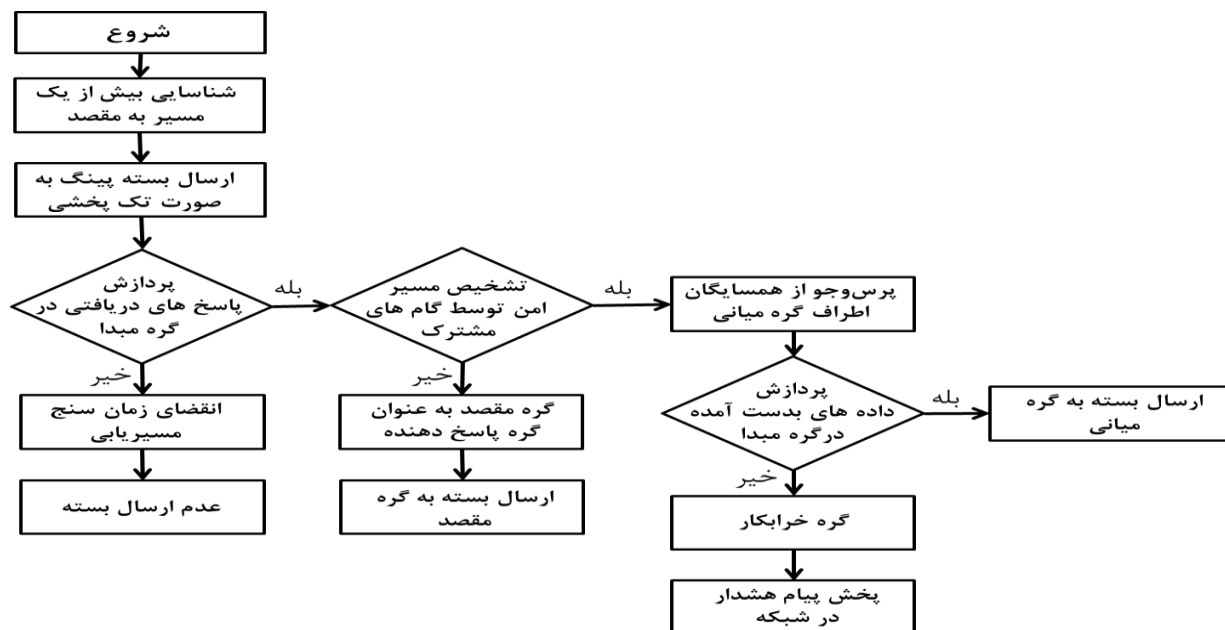 شروع
شناسایی بیش از یک
مسیر به مقصد
ارسال بسته پینگ به
صورت تک پخشی
پردازش
پاسخ های دریافتی در
گره مبدا
بله
خیر
انقضای زمان سنج
مسیریابی
عدم ارسال بسته
تشخیص مسیر
امن توسط گام های
مشترک
بله
خیر
گره مقصد به عنوان
گره پاسخ دهنده
ارسال بسته به گره
مقصد
پرس‌وجو از همسایگان
اطراف گره میانی
پردازش
داده های بدست آمده
درگره مبدا
بله
خیر
ارسال بسته به گره
میانی
گره خرابکار
پخش پیام هشدار
در شبکه